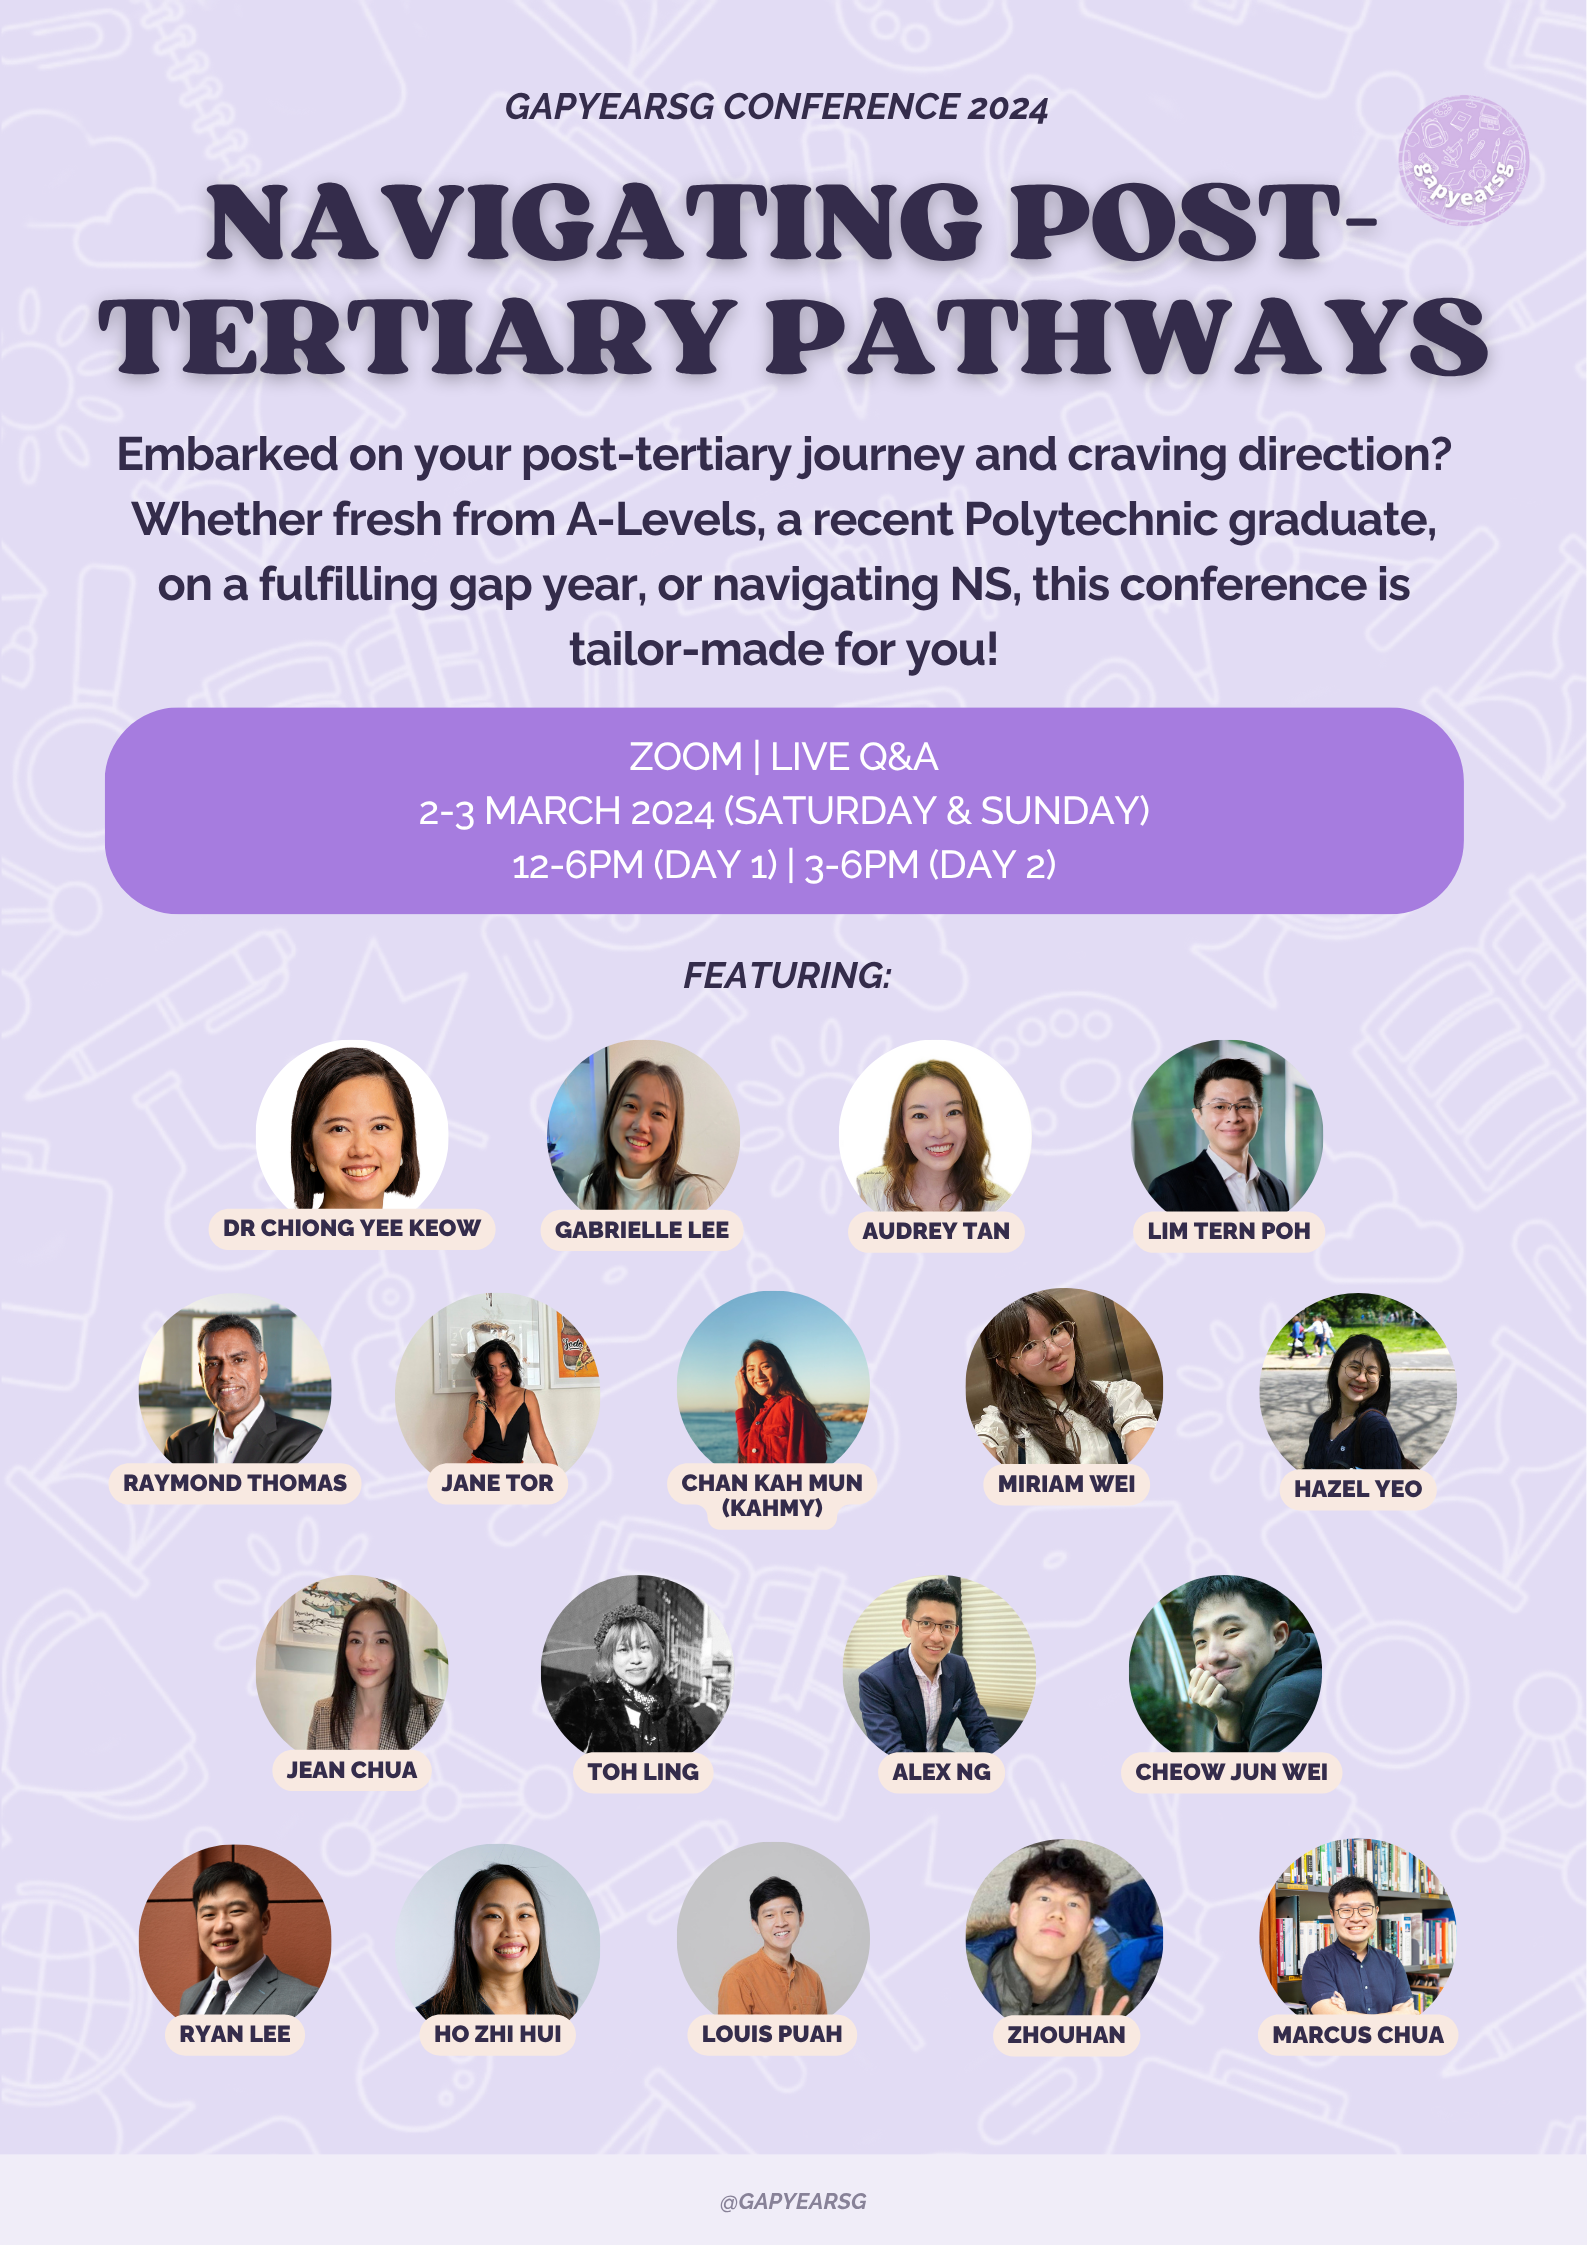 GAPYEARSG CONFERENCE 2024
gapyearsg
NAVIGATING POST-
TERTIARY PATHWAYS
Embarked on your post-tertiary journey and craving direction?
Whether fresh from A-Levels, a recent Polytechnic graduate,
on a fulfilling gap year, or navigating NS, this conference is
tailor-made for you!
ZOOM | LIVE Q&A
2-3 MARCH 2024 (SATURDAY & SUNDAY)
12-6PM (DAY 1) | 3-6PM (DAY 2)
FEATURING:
DR CHIONG YEE KEOW
GABRIELLE LEE
AUDREY TAN
LIM TERN POH
RAYMOND THOMAS
JANE TOR
CHAN KAH MUN
(KAHMY)
MIRIAM WEI
HAZEL YEO
JEAN CHUA
TOH LING
ALEX NG
CHEOW JUN WEI
RYAN LEE
HO ZHI HUI
LOUIS PUAH
ZHOUHAN
MARCUS CHUA
@GAPYEARSG